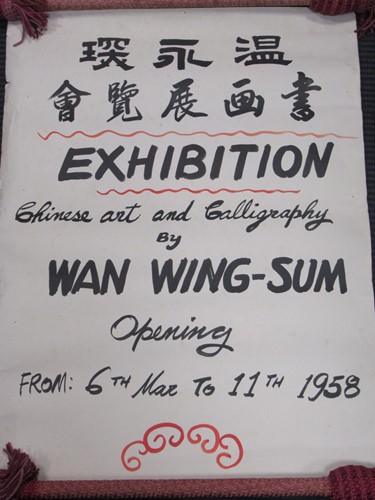 琛永温
會覽展画書
EXHIBITION
Chinese art and Calligraphy
By
WAN WING-SUM
Opening
FROM: 6TH Mar To 11TH 1958